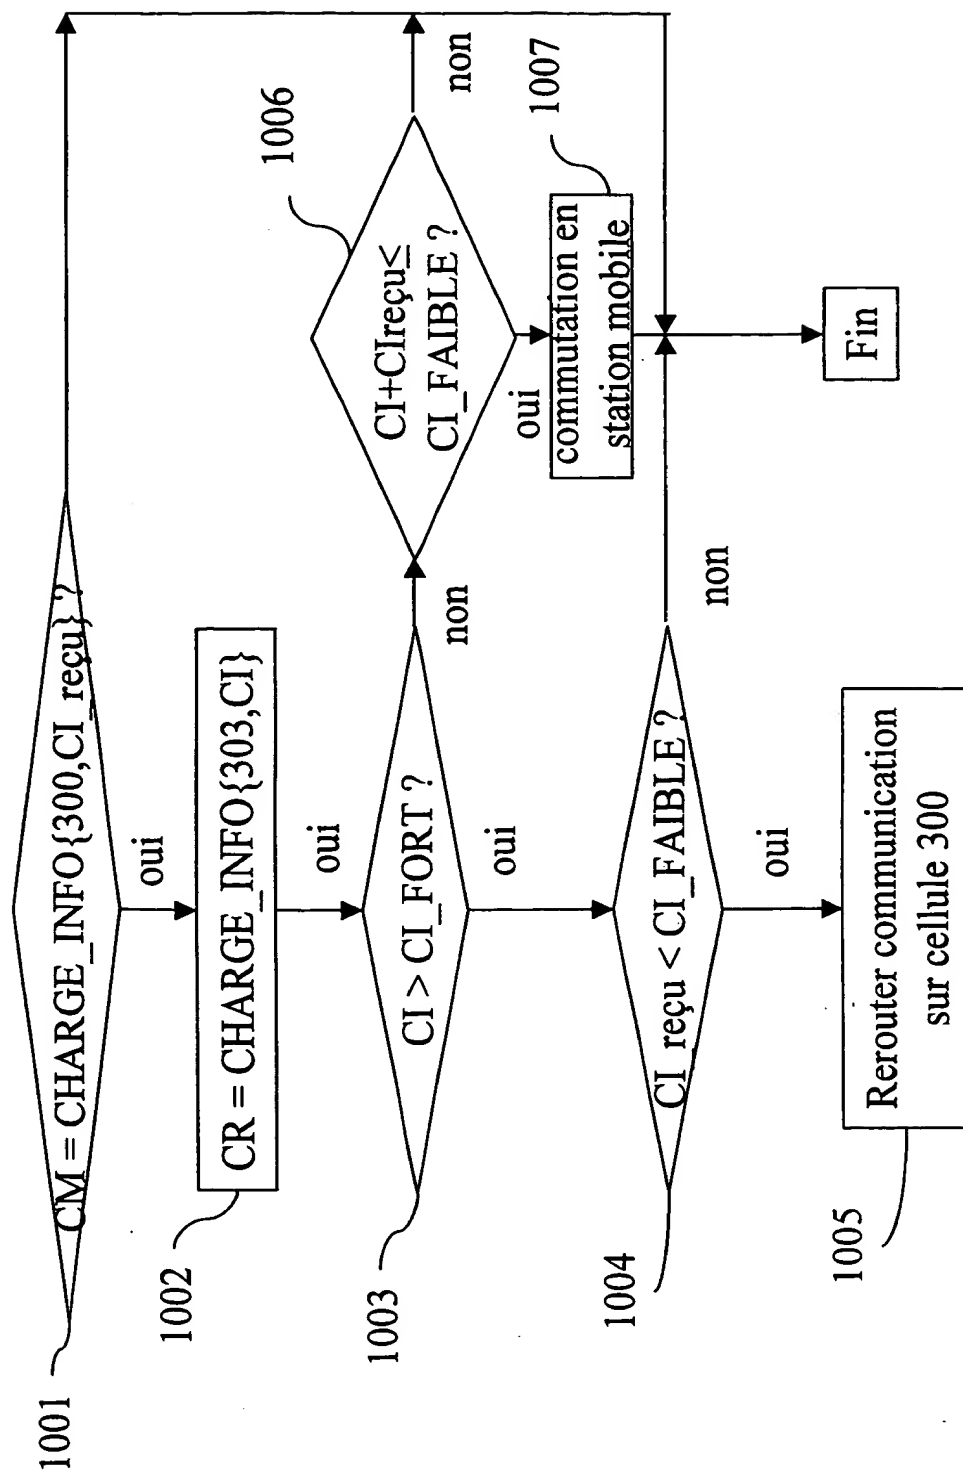 1001
CM = CHARGE_INFO{300,CI_reçu} ?
oui
1002
CR = CHARGE_INFO{303,CI}
oui
1003
CI > CI_FORT ?
non
oui
1006
CI+CIreçu≤
CI_FAIBLE ?
non
oui
1007
commutation en
station mobile
1004
CI_reçu < CI_FAIBLE ?
non
oui
1005
Rerouter communication
sur cellule 300
Fin